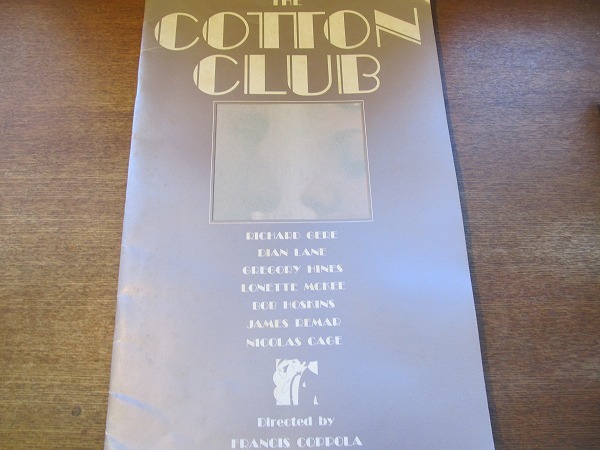 THE
COTTON
CLUB
RICHARD GERE
DIAN LANE
GREGORY HINES
LONETTE MCKEE
BOB HOSKINS
JAMES REMAR
NICOLAS CAGE
Directed by
FRANCIS COPPOLA